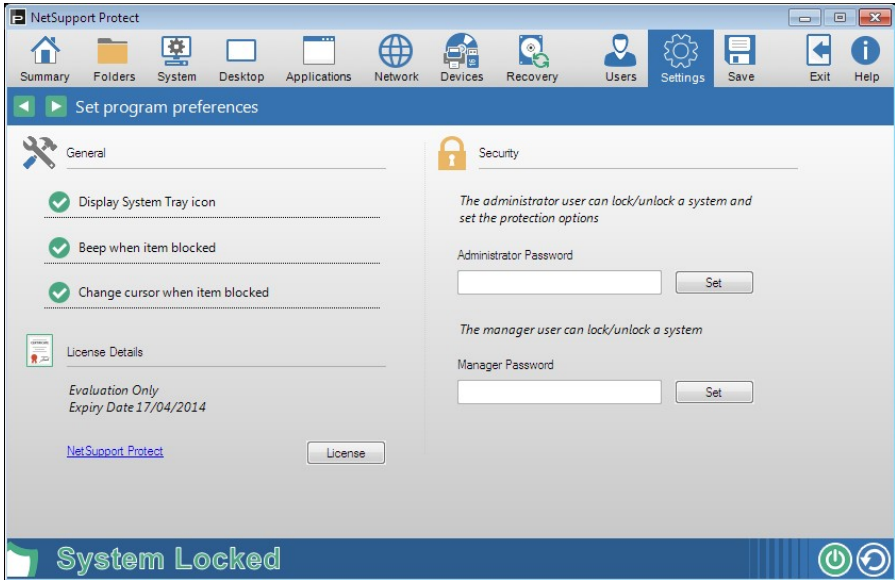 NetSupport Protect
Summary Folders System Desktop Applications Network Devices Recovery Users Settings Save Exit Help
Set program preferences
General
Display System Tray icon
Beep when item blocked
Change cursor when item blocked
License Details
Evaluation Only
Expiry Date 17/04/2014
NetSupport Protect
License
Security
The administrator user can lock/unlock a system and
set the protection options
Administrator Password
Set
The manager user can lock/unlock a system
Manager Password
Set
System Locked